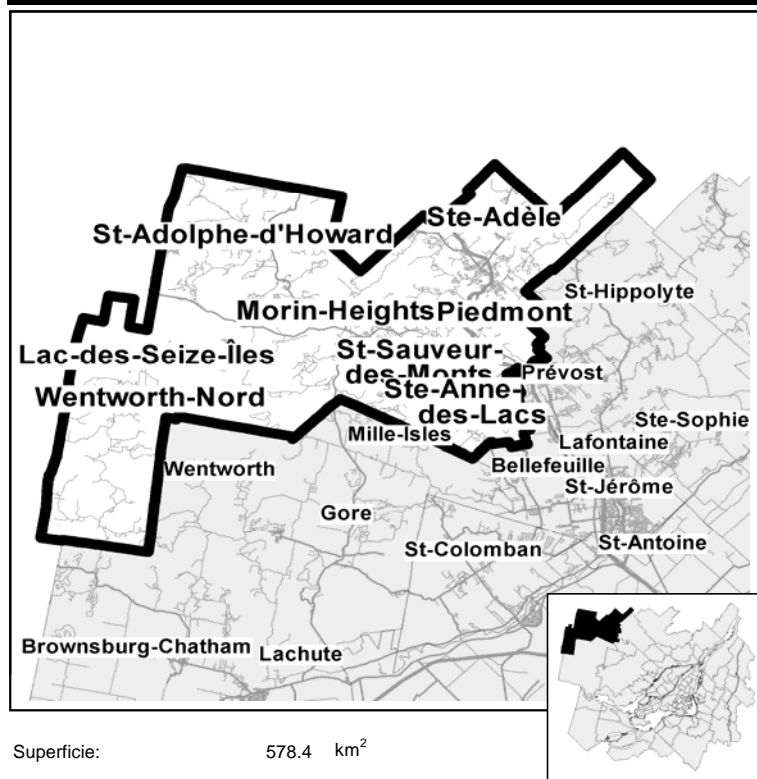 Ste-Adèle
St-Adolphe-d'Howard
St-Hippolyte
Morin-Heights
Piedmont
St-Sauveur-
des-Monts
Lac-des-Seize-Îles
Prévost
Ste-Anne-
des-Lacs
Wentworth-Nord
Ste-Sophie
Mille-Isles
Lafontaine
Bellefeuille
Wentworth
St-Jérôme
Gore
St-Colomban
St-Antoine
Brownsburg-Chatham
Lachute
Superficie: 578.4 km²